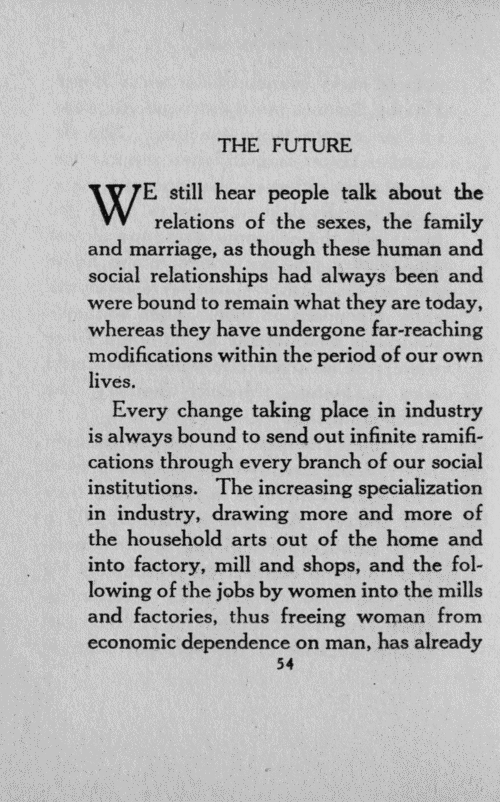 THE FUTURE
WE still hear people talk about the
relations of the sexes, the family
and marriage, as though these human and
social relationships had always been and
were bound to remain what they are today,
whereas they have undergone far-reaching
modifications within the period of our own
lives.
Every change taking place in industry
is always bound to send out infinite ramifi-
cations through every branch of our social
institutions. The increasing specialization
in industry, drawing more and more of
the household arts out of the home and
into factory, mill and shops, and the fol-
lowing of the jobs by women into the mills
and factories, thus freeing woman from
economic dependence on man, has already
54